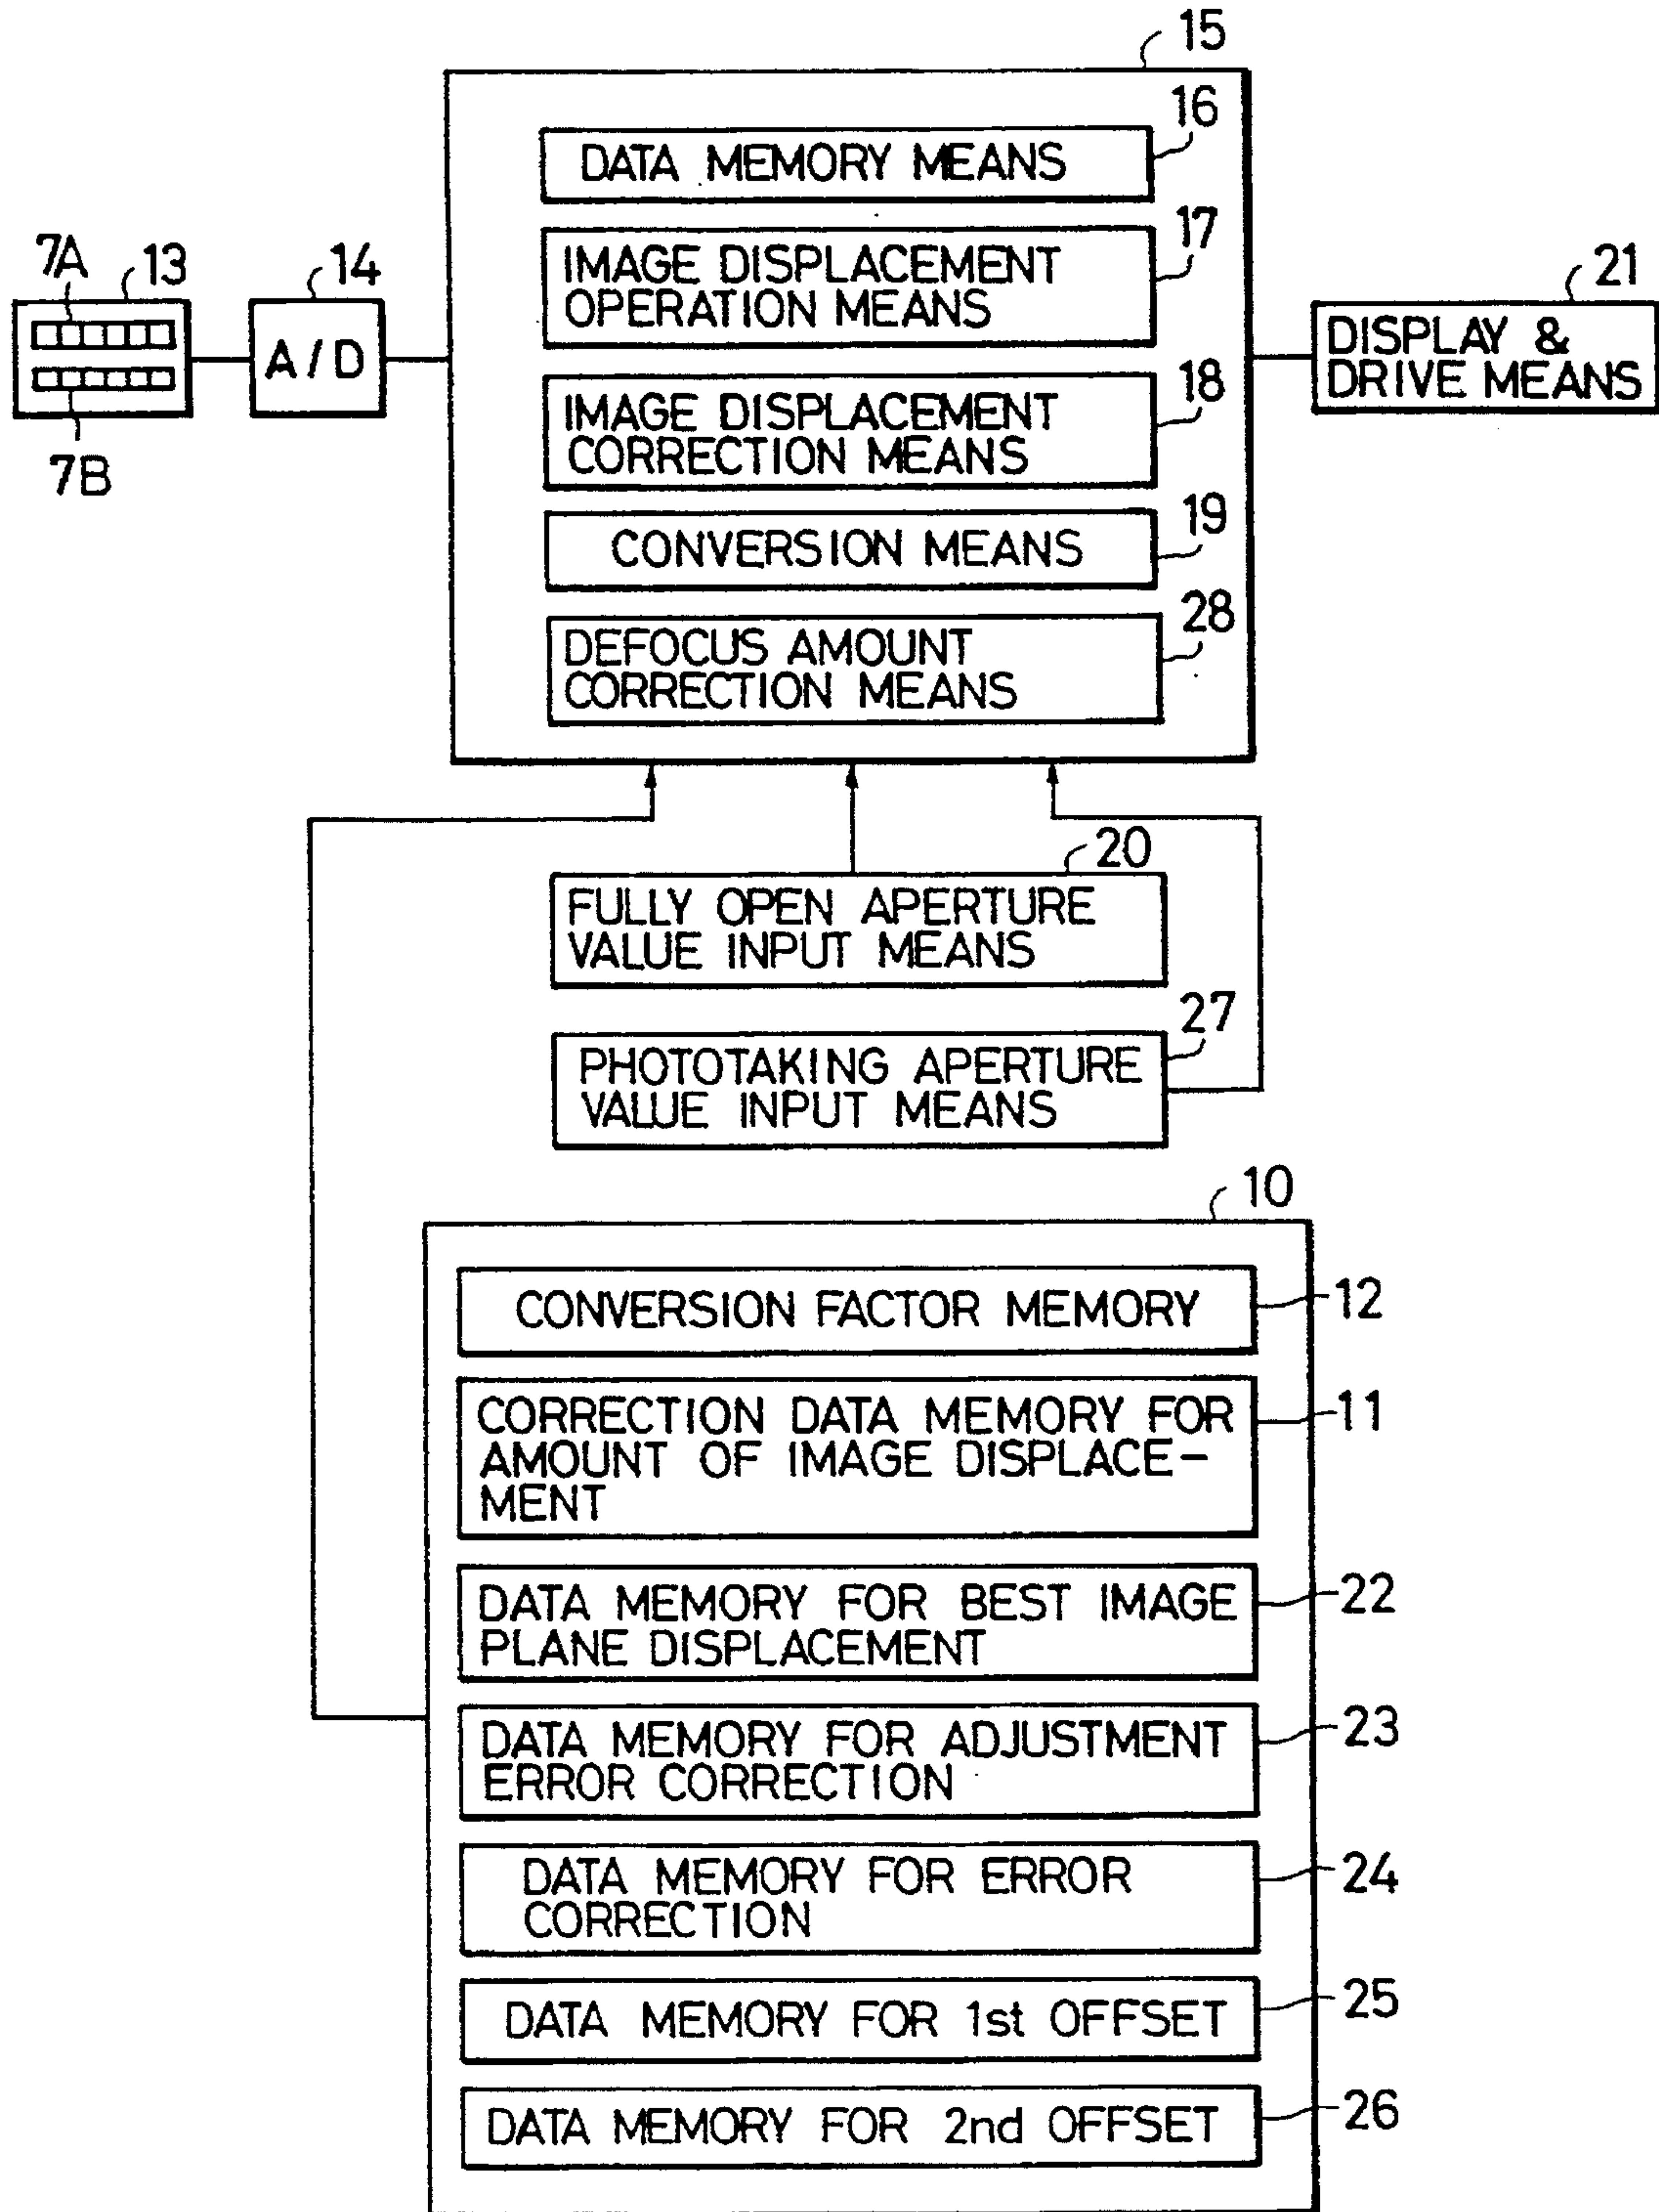 15
16
DATA MEMORY MEANS
17
IMAGE DISPLACEMENT
OPERATION MEANS
18
IMAGE DISPLACEMENT
CORRECTION MEANS
19
CONVERSION MEANS
28
DEFOCUS AMOUNT
CORRECTION MEANS
7A
13
7B
14
A/D
21
DISPLAY &
DRIVE MEANS
20
FULLY OPEN APERTURE
VALUE INPUT MEANS
27
PHOTOTAKING APERTURE
VALUE INPUT MEANS
10
CONVERSION FACTOR MEMORY
12
CORRECTION DATA MEMORY FOR
AMOUNT OF IMAGE DISPLACE-
MENT
11
DATA MEMORY FOR BEST IMAGE
PLANE DISPLACEMENT
22
DATA MEMORY FOR ADJUSTMENT
ERROR CORRECTION
23
DATA MEMORY FOR ERROR
CORRECTION
24
DATA MEMORY FOR 1st OFFSET
25
DATA MEMORY FOR 2nd OFFSET
26